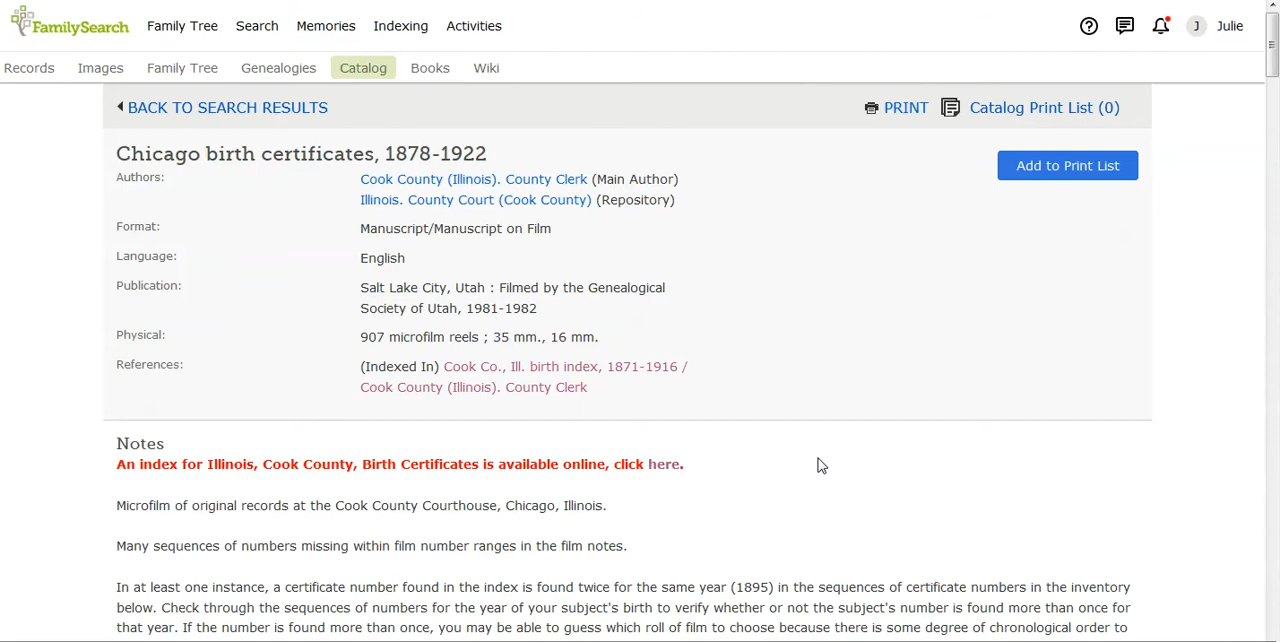 FamilySearch Family Tree Search Memories Indexing Activities J Julie
Records Images Family Tree Genealogies Catalog Books Wiki
BACK TO SEARCH RESULTS PRINT Catalog Print List (0)
Chicago birth certificates, 1878-1922
Add to Print List
Authors: Cook County (Illinois). County Clerk (Main Author)
Illinois. County Court (Cook County) (Repository)
Format: Manuscript/Manuscript on Film
Language: English
Publication: Salt Lake City, Utah : Filmed by the Genealogical
Society of Utah, 1981-1982
Physical: 907 microfilm reels ; 35 mm., 16 mm.
References: (Indexed In) Cook Co., Ill. birth index, 1871-1916 /
Cook County (Illinois). County Clerk
Notes
An index for Illinois, Cook County, Birth Certificates is available online, click here.
Microfilm of original records at the Cook County Courthouse, Chicago, Illinois.
Many sequences of numbers missing within film number ranges in the film notes.
In at least one instance, a certificate number found in the index is found twice for the same year (1895) in the sequences of certificate numbers in the inventory
below. Check through the sequences of numbers for the year of your subject's birth to verify whether or not the subject's number is found more than once for
that year. If the number is found more than once, you may be able to guess which roll of film to choose because there is some degree of chronological order to